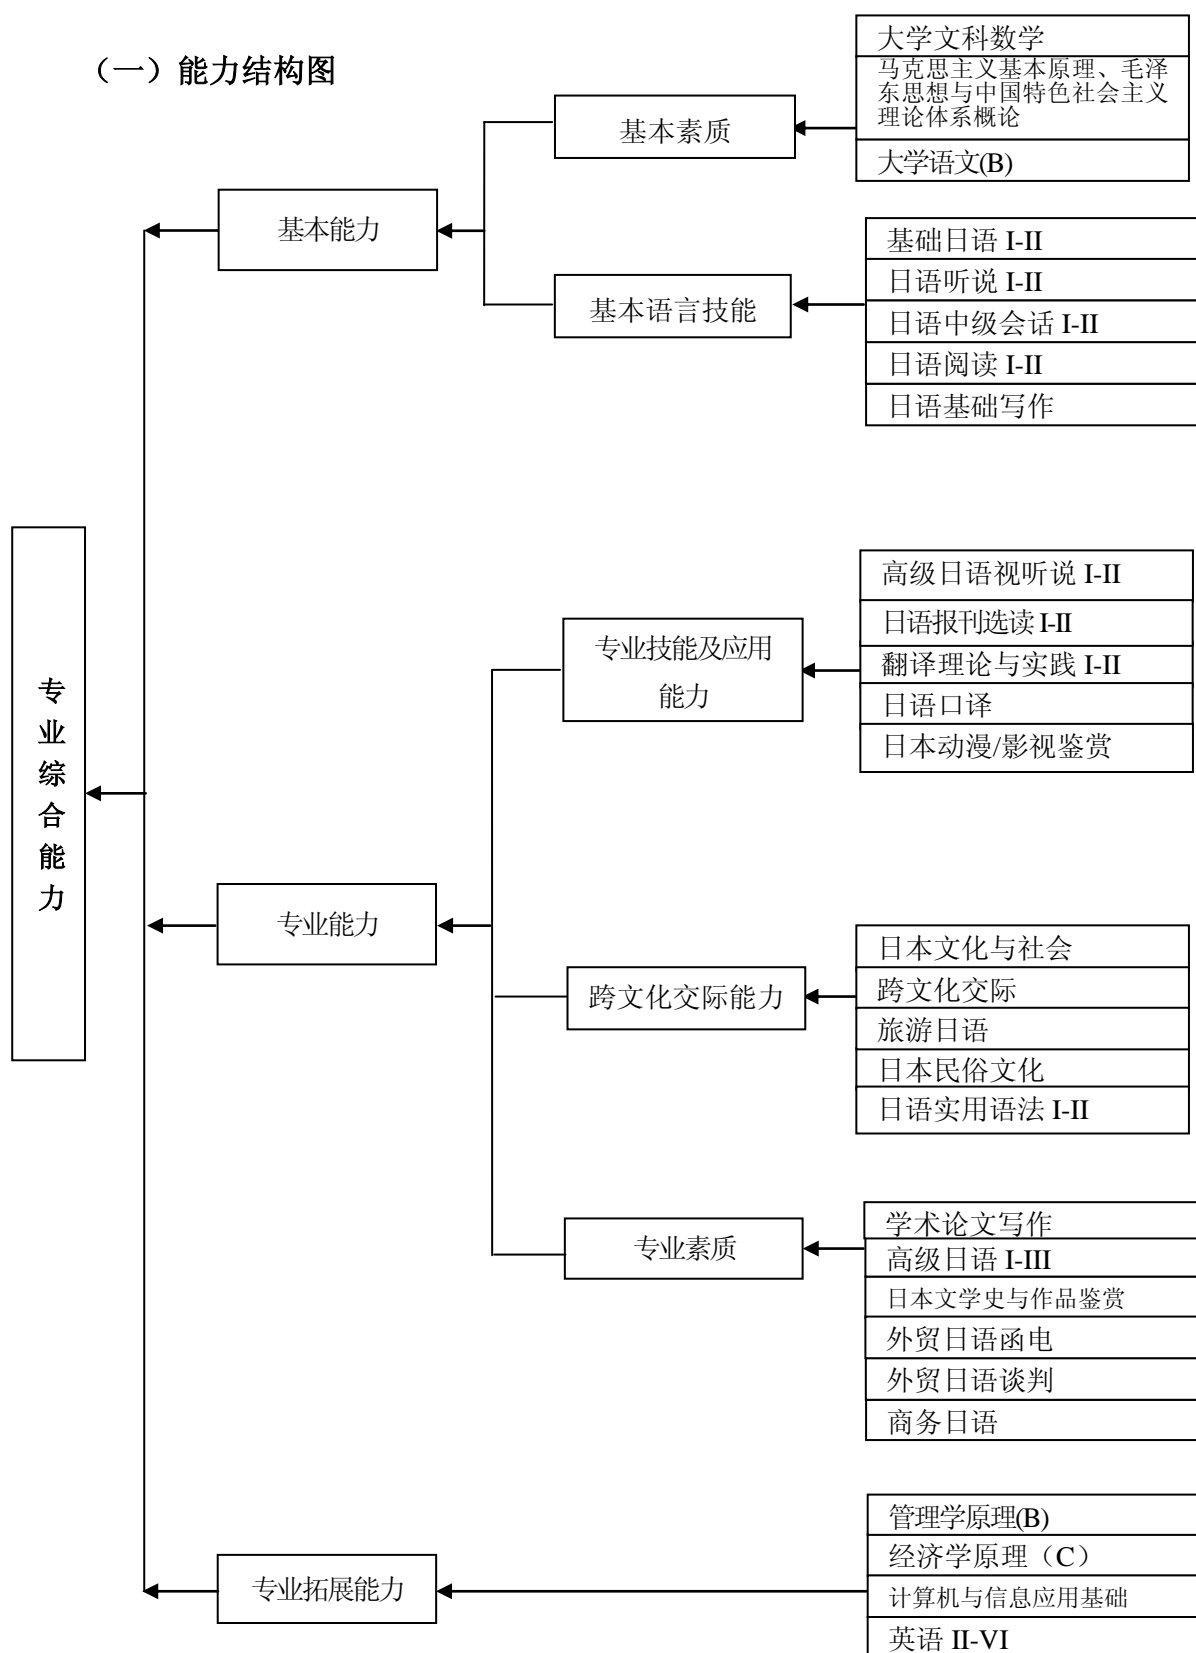 （一）能力结构图
大学文科数学
马克思主义基本原理、毛泽
东思想与中国特色社会主义
理论体系概论
大学语文(B)
基本素质
基本能力
基本语言技能
基础日语 I-II
日语听说 I-II
日语中级会话 I-II
日语阅读 I-II
日语基础写作
专业综合能力
高级日语视听说 I-II
日语报刊选读 I-II
翻译理论与实践 I-II
日语口译
日本动漫/影视鉴赏
专业技能及应用
能力
专业能力
跨文化交际能力
日本文化与社会
跨文化交际
旅游日语
日本民俗文化
日语实用语法 I-II
专业素质
学术论文写作
高级日语 I-III
日本文学史与作品鉴赏
外贸日语函电
外贸日语谈判
商务日语
专业拓展能力
管理学原理(B)
经济学原理（C）
计算机与信息应用基础
英语 II-VI